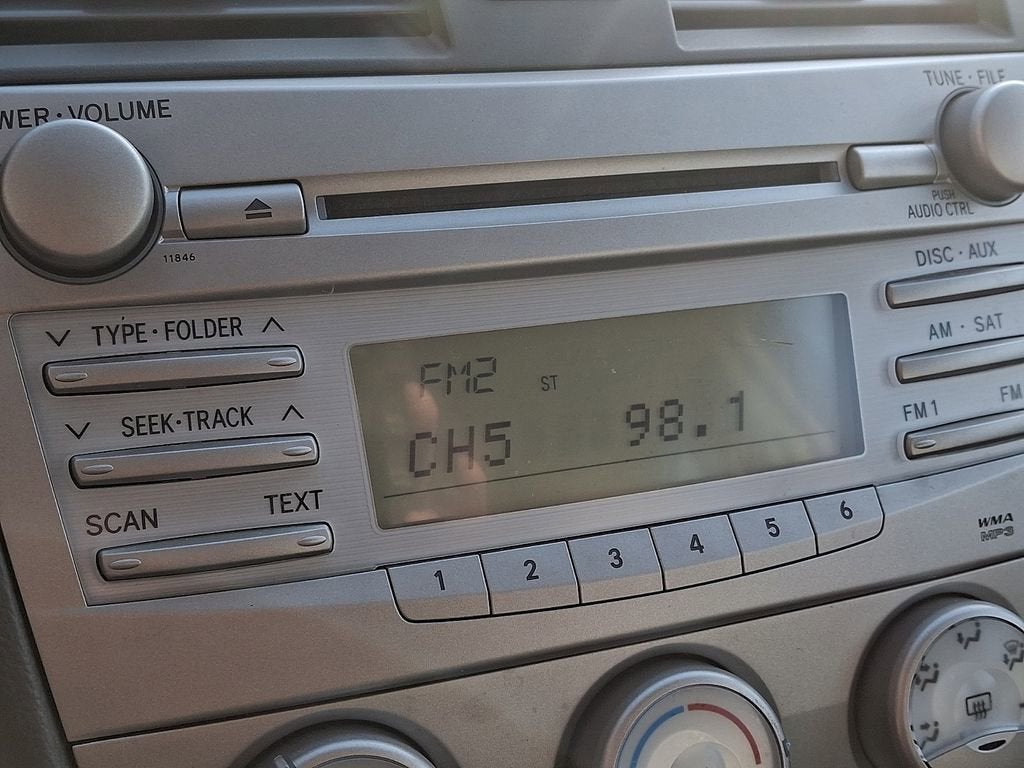 WER·VOLUME
TUNE·FILE
PUSH
AUDIO CTRL
11846
DISC·AUX
TYPE·FOLDER
AM·SAT
SEEK·TRACK
FM1 FM
SCAN TEXT
FM2 ST
CH5 98.1
1 2 3 4 5 6
WMA
MP3